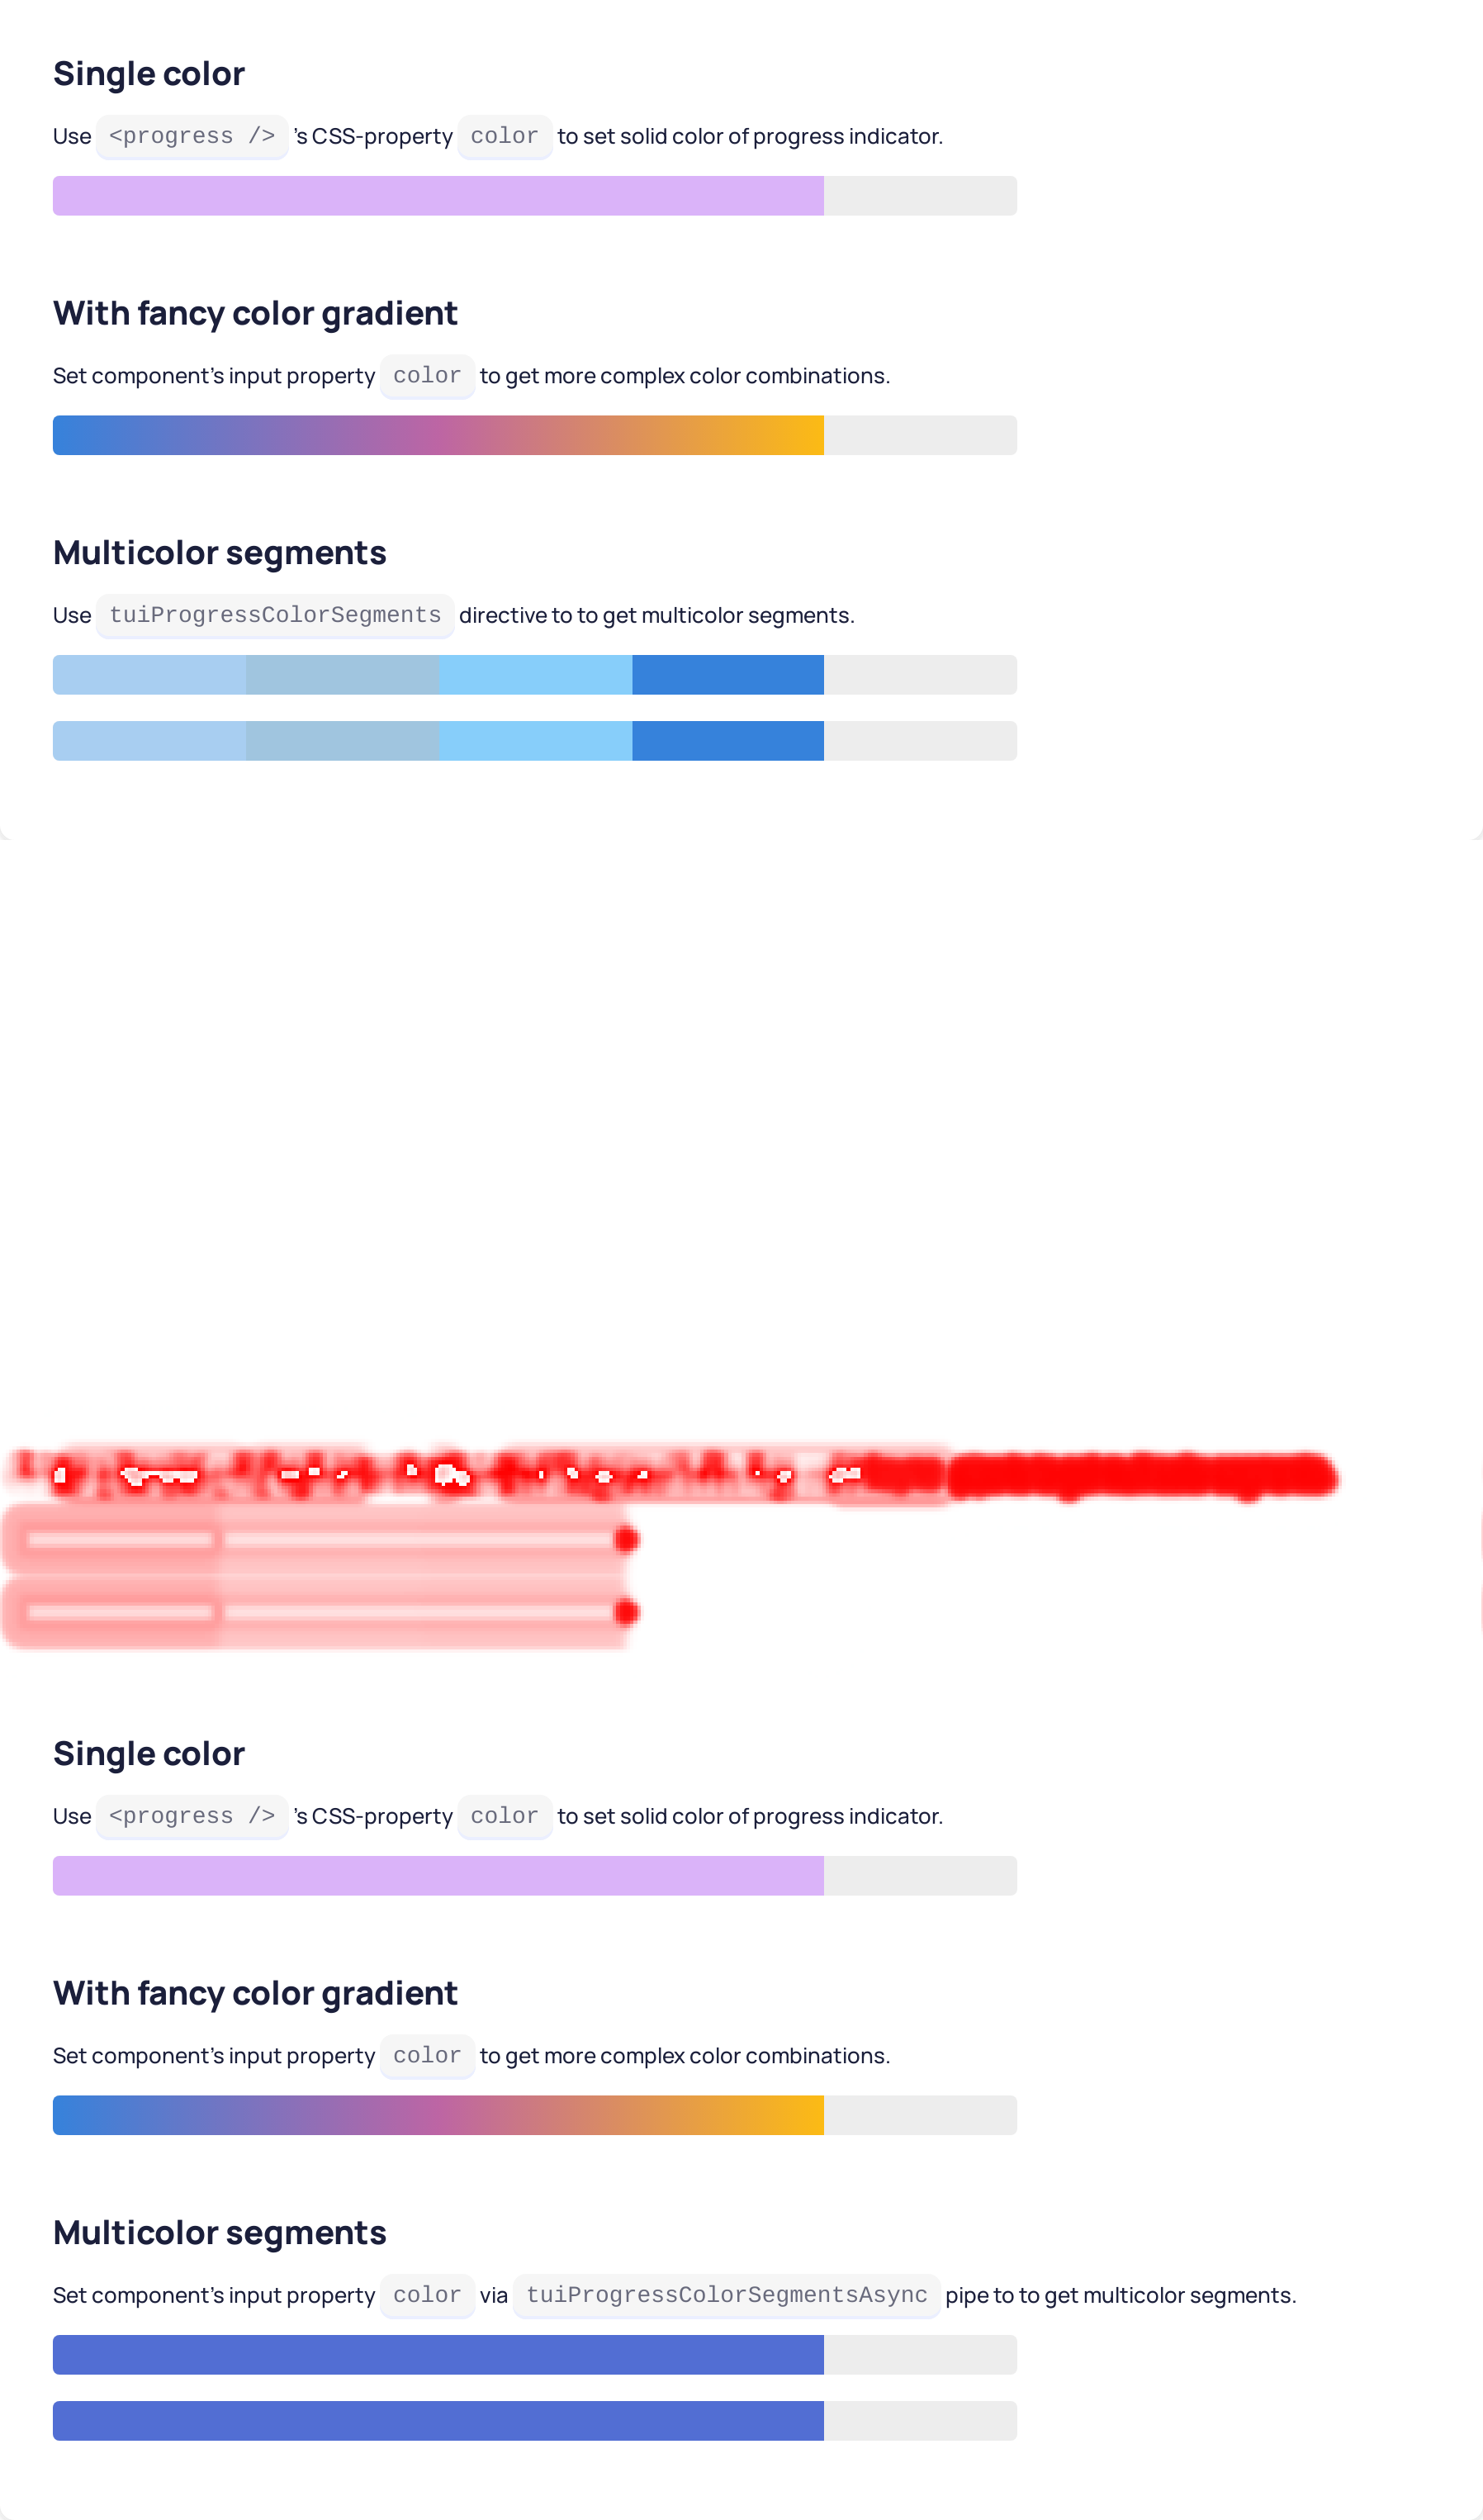 Single color
Use <progress /> ’s CSS-property color to set solid color of progress indicator.
With fancy color gradient
Set component’s input property color to get more complex color combinations.
Multicolor segments
Use tuiProgressColorSegments directive to to get multicolor segments.
Single color
Use <progress /> ’s CSS-property color to set solid color of progress indicator.
With fancy color gradient
Set component’s input property color to get more complex color combinations.
Multicolor segments
Set component’s input property color via tuiProgressColorSegmentsAsync pipe to to get multicolor segments.